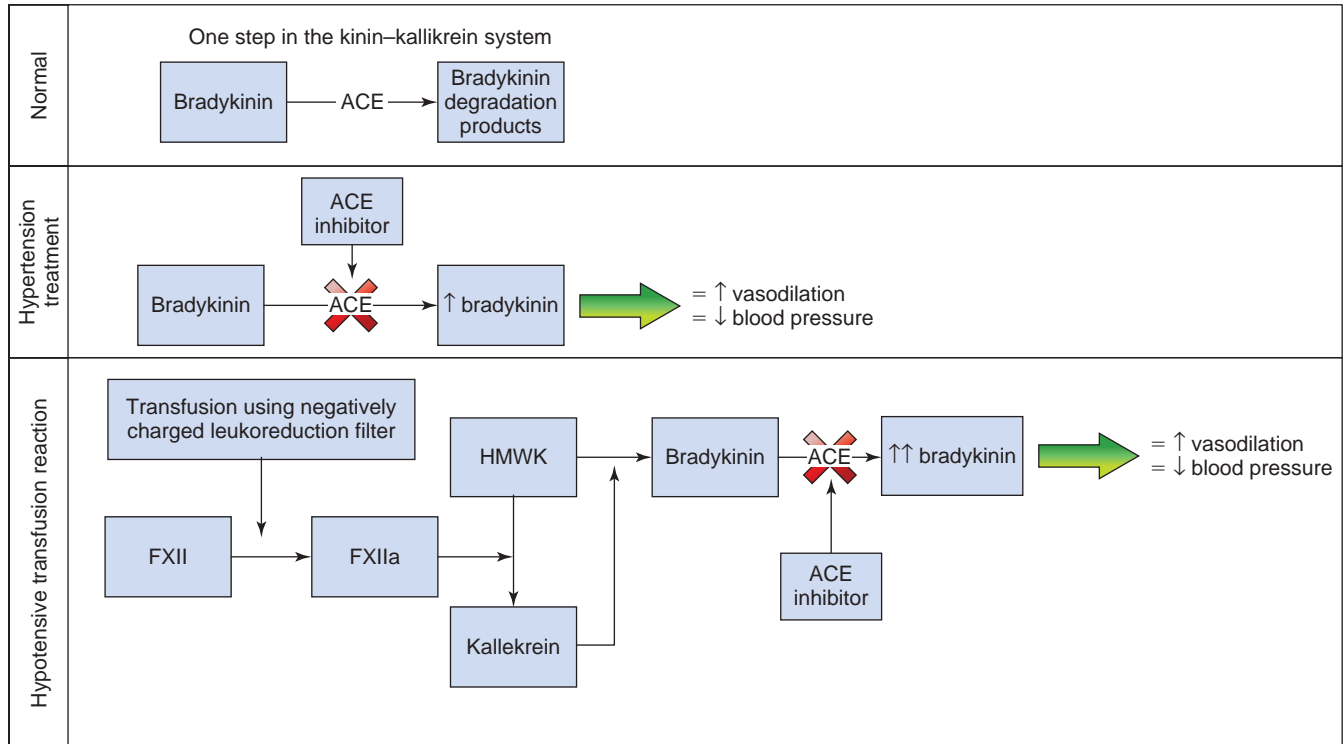 Normal
One step in the kinin–kallikrein system
Bradykinin
ACE
Bradykinin
degradation
products
Hypertension
treatment
ACE
inhibitor
Bradykinin
ACE
↑ bradykinin
= ↑ vasodilation
= ↓ blood pressure
Hypotensive transfusion reaction
Transfusion using negatively
charged leukoreduction filter
FXII
FXIIa
HMWK
Kallekrein
Bradykinin
ACE
ACE
inhibitor
↑↑ bradykinin
= ↑ vasodilation
= ↓ blood pressure